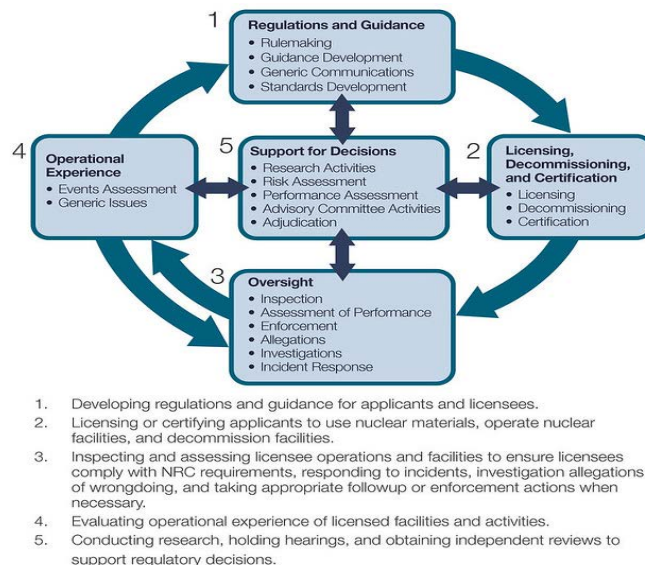 1
Regulations and Guidance
• Rulemaking
• Guidance Development
• Generic Communications
• Standards Development
4
Operational
Experience
• Events Assessment
• Generic Issues
5
Support for Decisions
• Research Activities
• Risk Assessment
• Performance Assessment
• Advisory Committee Activities
• Adjudication
2
Licensing,
Decommissioning,
and Certification
• Licensing
• Decommissioning
• Certification
3
Oversight
• Inspection
• Assessment of Performance
• Enforcement
• Allegations
• Investigations
• Incident Response
1. Developing regulations and guidance for applicants and licensees.
2. Licensing or certifying applicants to use nuclear materials, operate nuclear
facilities, and decommission facilities.
3. Inspecting and assessing licensee operations and facilities to ensure licensees
comply with NRC requirements, responding to incidents, investigation allegations
of wrongdoing, and taking appropriate followup or enforcement actions when
necessary.
4. Evaluating operational experience of licensed facilities and activities.
5. Conducting research, holding hearings, and obtaining independent reviews to
support regulatory decisions.